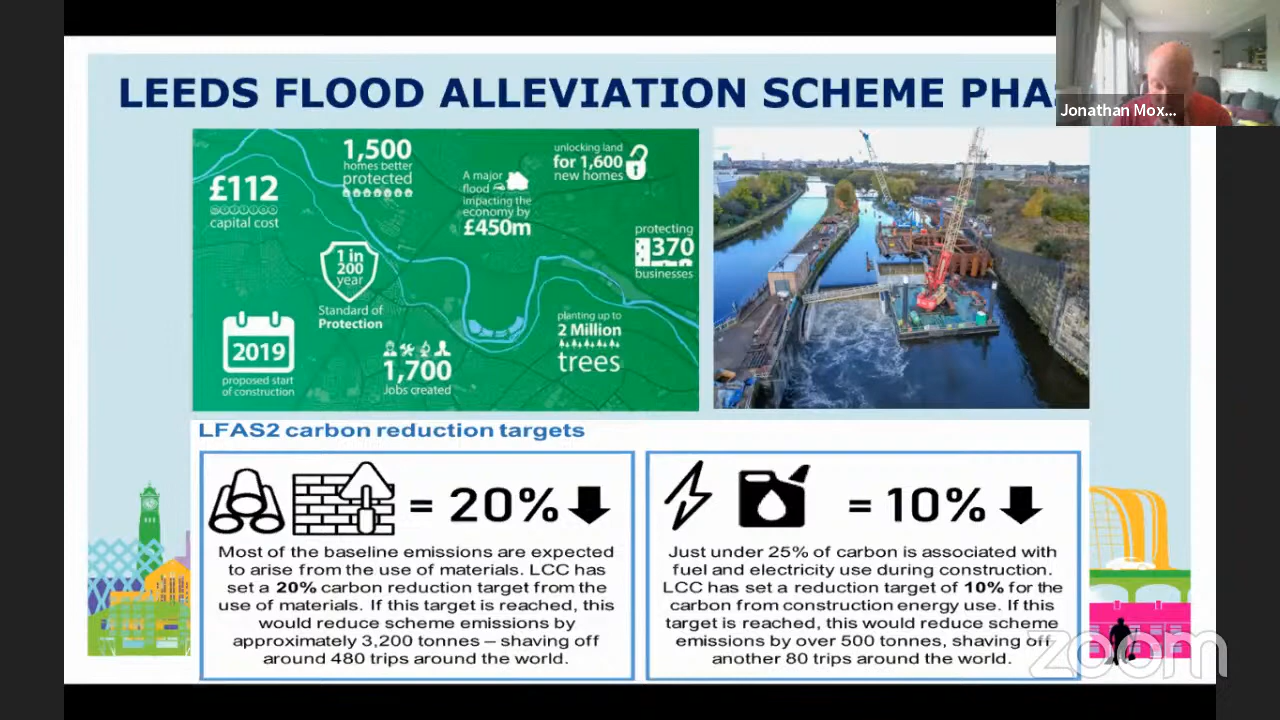 LEEDS FLOOD ALLEVIATION SCHEME PHA
Jonathan Mox...
£112
capital cost
1,500
homes better
protected
A major
flood
impacting the
economy by
£450m
unlocking land
for 1,600
new homes
protecting
370
businesses
1 in
200
year
Standard of
Protection
2019
proposed start
of construction
1,700
Jobs created
planting up to
2 Million
trees
LFAS2 carbon reduction targets
= 20%
Most of the baseline emissions are expected
to arise from the use of materials. LCC has
set a 20% carbon reduction target from the
use of materials. If this target is reached, this
would reduce scheme emissions by
approximately 3,200 tonnes – shaving off
around 480 trips around the world.
= 10%
Just under 25% of carbon is associated with
fuel and electricity use during construction.
LCC has set a reduction target of 10% for the
carbon from construction energy use. If this
target is reached, this would reduce scheme
emissions by over 500 tonnes, shaving off
another 80 trips around the world.
zoom